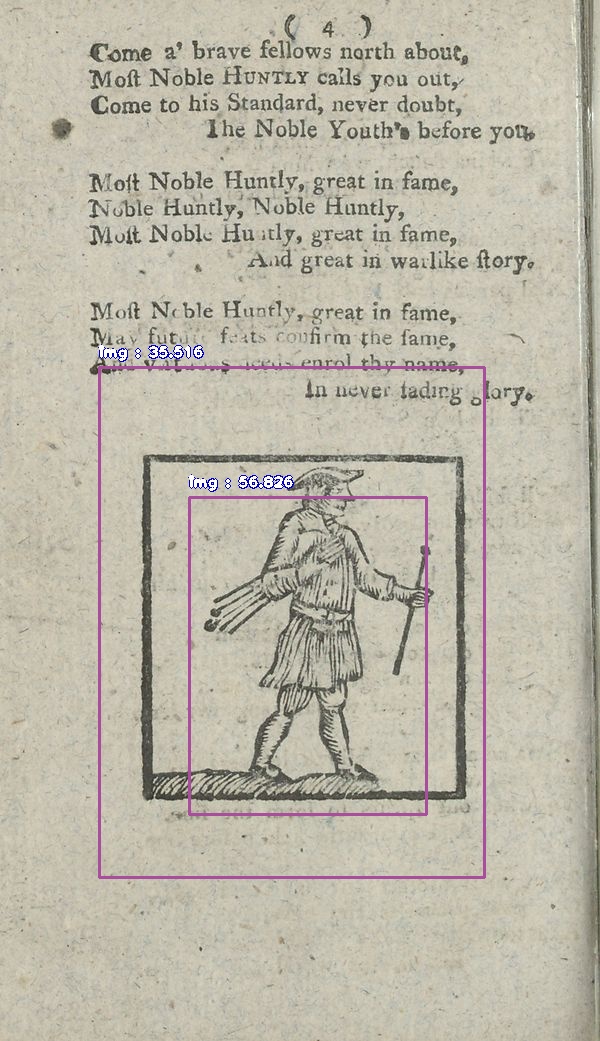 ( 4 )
Come a' brave fellows north about,
Moſt Noble HUNTLY calls you out,
Come to his Standard, never doubt,
The Noble Youth's before you.
Moſt Noble Huntly, great in fame,
Noble Huntly, Noble Huntly,
Moſt Noble Huntly, great in fame,
And great in warlike ſtory.
Moſt Noble Huntly, great in fame,
May future feats confirm the ſame,
img : 35.516
And deeds enrol thy name,
In never fading glory.
img : 56.826